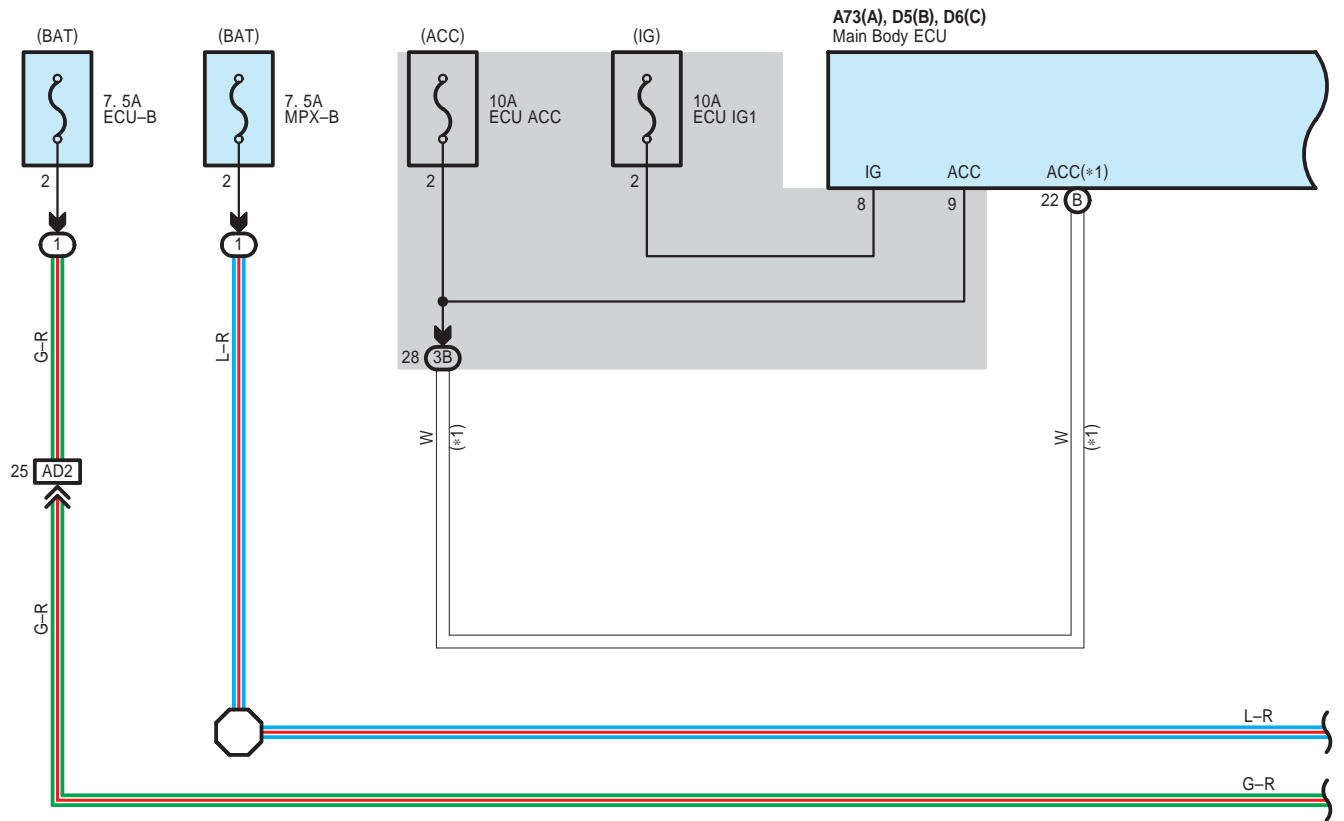 A73(A), D5(B), D6(C)
Main Body ECU
(BAT)
(BAT)
(ACC)
(IG)
7. 5A
ECU–B
7. 5A
MPX–B
10A
ECU ACC
10A
ECU IG1
IG
ACC
ACC(∗1)
2
2
2
2
8
9
22
B
1
1
28
3B
G–R
L–R
W
(∗1)
W
(∗1)
25
AD2
G–R
L–R
G–R